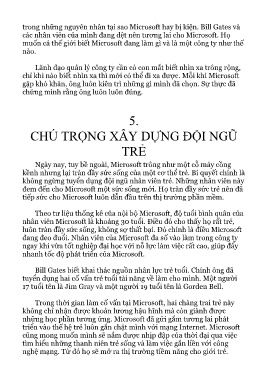 trong những nguyên nhân tại sao Microsoft hay bị kiện. Bill Gates và
các nhân viên của mình đang dệt nên tương lai cho Microsoft. Họ
muốn cả thế giới biết Microsoft đang làm gì và là một công ty như thế
nào.
Lãnh đạo quản lý công ty cần có con mắt biết nhìn xa trông rộng,
chỉ khi nào biết nhìn xa thì mới có thể đi xa được. Mỗi khi Microsoft
gặp khó khăn, ông luôn kiên trì những gì mình đã chọn. Sự thực đã
chứng minh rằng ông luôn luôn đúng.
5.
CHÚ TRỌNG XÂY DỰNG ĐỘI NGŨ
TRẺ
Ngày nay, tuy bề ngoài, Microsoft trông như một cỗ máy cồng
kềnh nhưng lại tràn đầy sức sống của một cơ thể trẻ. Bí quyết chính là
không ngừng tuyển dụng đội ngũ nhân viên trẻ. Những nhân viên này
đem đến cho Microsoft một sức sống mới. Họ tràn đầy sức trẻ nên đã
tiếp sức cho Microsoft luôn dẫn đầu trên thị trường phần mềm.
Theo tư liệu thống kê của nội bộ Microsoft, độ tuổi bình quân của
nhân viên Microsoft là khoảng 30 tuổi. Điều đó cho thấy họ rất trẻ,
luôn tràn đầy sức sống, không sợ thất bại. Đó chính là điều Microsoft
đang đeo đuổi. Nhân viên của Microsoft đa số vào làm trong công ty
ngay khi vừa tốt nghiệp đại học với nỗ lực làm việc rất cao, giúp đẩy
nhanh tốc độ phát triển của Microsoft.
Bill Gates biết khai thác nguồn nhân lực trẻ tuổi. Chính ông đã
tuyển dụng hai cố vấn trẻ tuổi tài năng về làm cho mình. Một người
17 tuổi tên là Jim Gray và một người 19 tuổi tên là Gorden Bell.
Trong thời gian làm cố vấn tại Microsoft, hai chàng trai trẻ này
không chỉ nhận được khoản lương hậu hĩnh mà còn giành được
những học phần tương ứng. Microsoft đã gửi gắm tương lai phát
triển vào thế hệ trẻ luôn gắn chặt mình với mạng Internet. Microsoft
cũng mong muốn mình sẽ nắm được nhịp đập của thời đại qua việc
tìm hiểu những thanh niên trẻ sống và làm việc gắn liền với công
nghệ mạng. Từ đó họ sẽ mở ra thị trường tiềm năng cho giới trẻ.